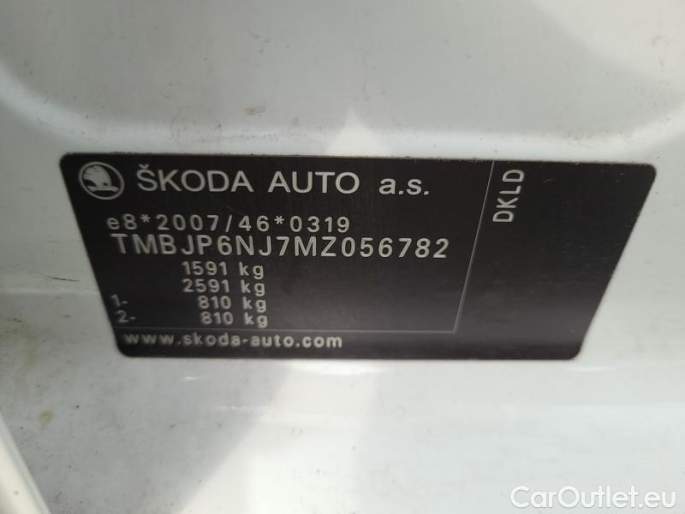 ŠKODA AUTO a.s.
e8*2007/46*0319
TMBJP6NJ7MZ056782
1591 kg
2591 kg
1- 810 kg
2- 810 kg
www.skoda-auto.com
DKLD
CarOutlet.eu